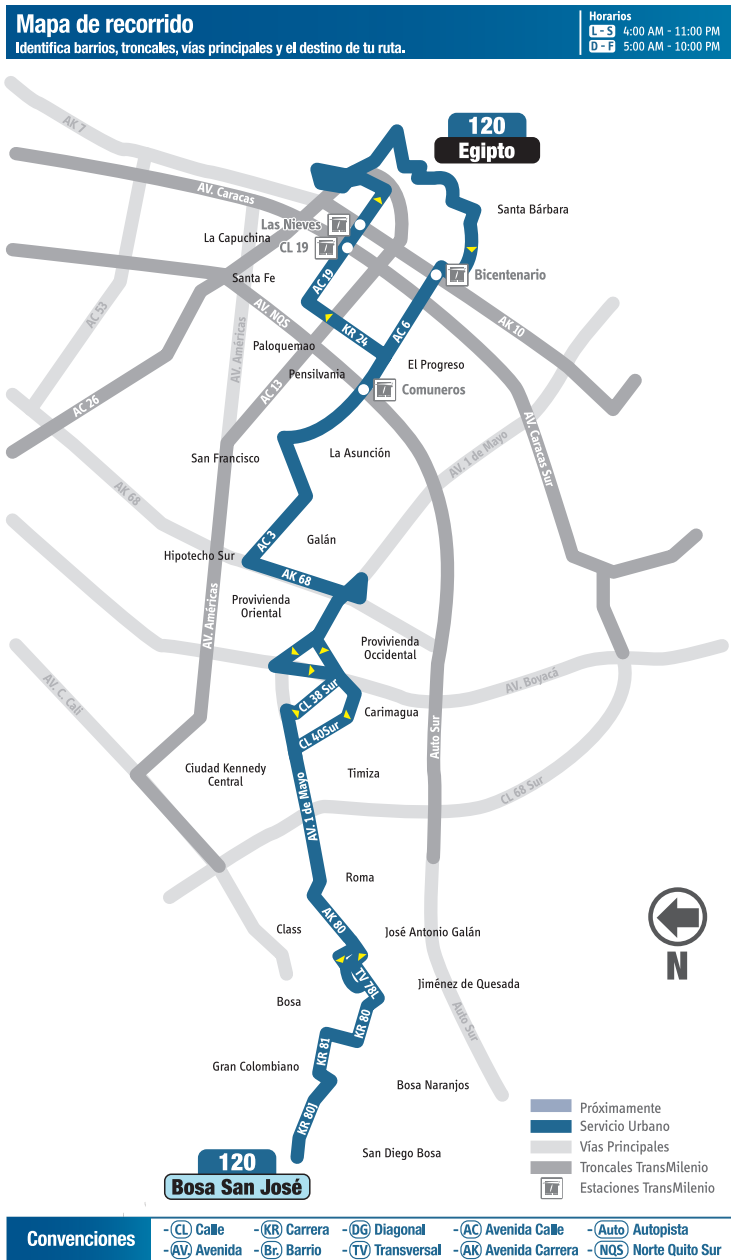 Mapa de recorrido
Identifica barrios, troncales, vías principales y el destino de tu ruta.
Horarios
L - S 4:00 AM - 11:00 PM
D - F 5:00 AM - 10:00 PM
120
Egipto
AK 7
AV. Caracas
Santa Bárbara
Las Nieves
La Capuchina
CL 19
AC 19
Santa Fe
Bicentenario
AC 53
AV. NQS
AC 6
AK 10
AV. Américas
KR 24
Paloquemao
El Progreso
Pensilvania
AC 13
Comuneros
AC 26
AV. Caracas Sur
La Asunción
San Francisco
AV. 1 de Mayo
AK 68
Galán
AC 3
Hipotecho Sur
AK 68
Provivienda
Oriental
AV. Américas
Provivienda
Occidental
AV. C. Cali
AV. Boyacá
CL 38 Sur
Carimagua
CL 40Sur
Auto Sur
Ciudad Kennedy
Central
Timiza
CL 68 Sur
AV. 1 de Mayo
Roma
AK 80
Class
José Antonio Galán
N
TV 78L
Jiménez de Quesada
Bosa
KR 80
Auto Sur
KR 81
Gran Colombiano
Bosa Naranjos
KR 80J
San Diego Bosa
120
Bosa San José
Próximamente
Servicio Urbano
Vías Principales
Troncales TransMilenio
Estaciones TransMilenio
Convenciones
-CL Calle -KR Carrera -DG Diagonal -AC Avenida Calle -Auto Autopista
-AV. Avenida -Br. Barrio -TV Transversal -AK Avenida Carrera -NQS Norte Quito Sur